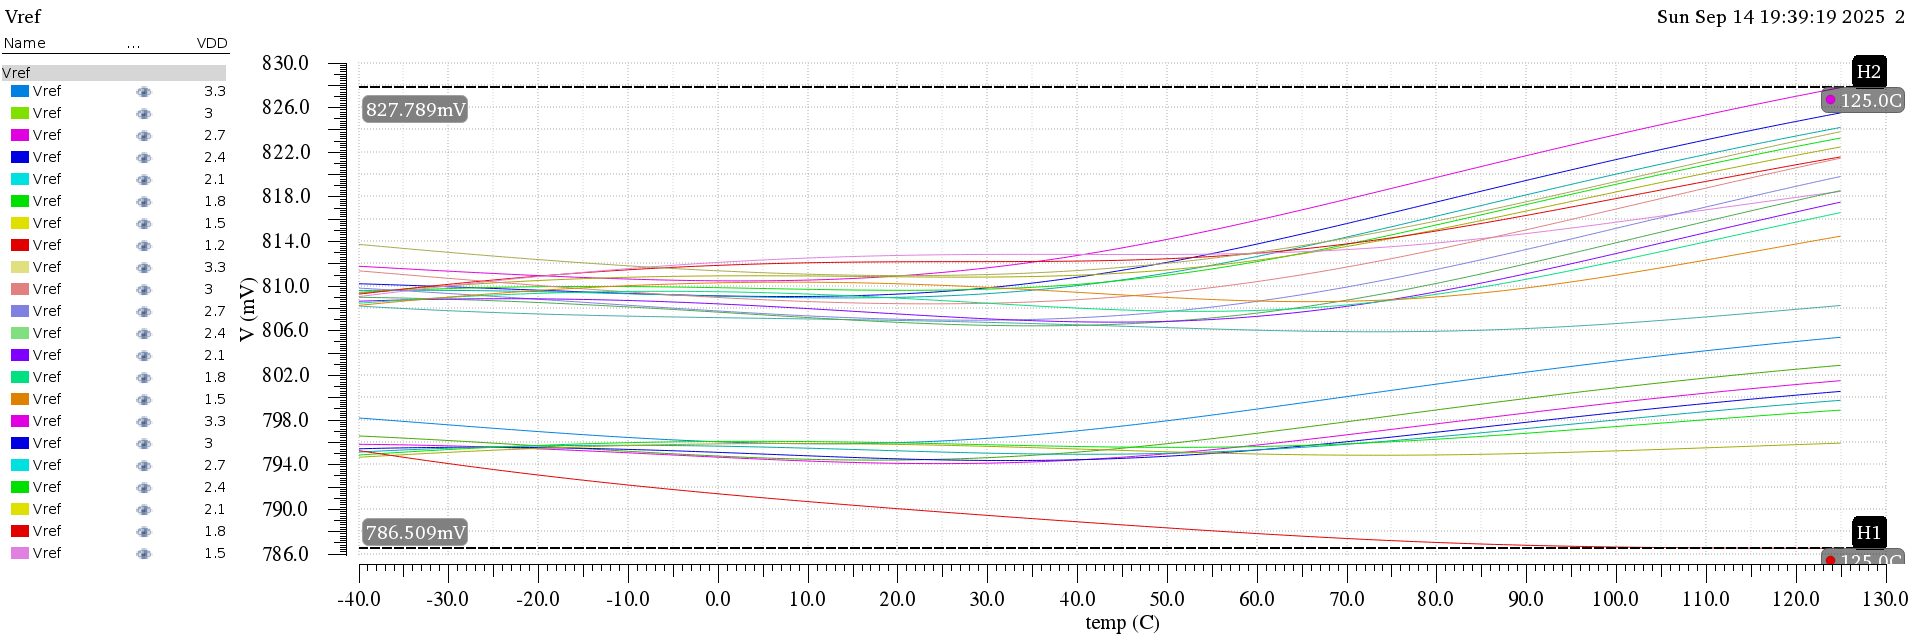 Vref
Sun Sep 14 19:39:19 2025 2
Name ... VDD
Vref
Vref 3.3
Vref 3
Vref 2.7
Vref 2.4
Vref 2.1
Vref 1.8
Vref 1.5
Vref 1.2
Vref 3.3
Vref 3
Vref 2.7
Vref 2.4
Vref 2.1
Vref 1.8
Vref 1.5
Vref 3.3
Vref 3
Vref 2.7
Vref 2.4
Vref 2.1
Vref 1.8
Vref 1.5
V (mV)
830.0
826.0
822.0
818.0
814.0
810.0
806.0
802.0
798.0
794.0
790.0
786.0
H2
827.789mV
125.0C
786.509mV
H1
125.0C
-40.0 -30.0 -20.0 -10.0 0.0 10.0 20.0 30.0 40.0 50.0 60.0 70.0 80.0 90.0 100.0 110.0 120.0 130.0
temp (C)